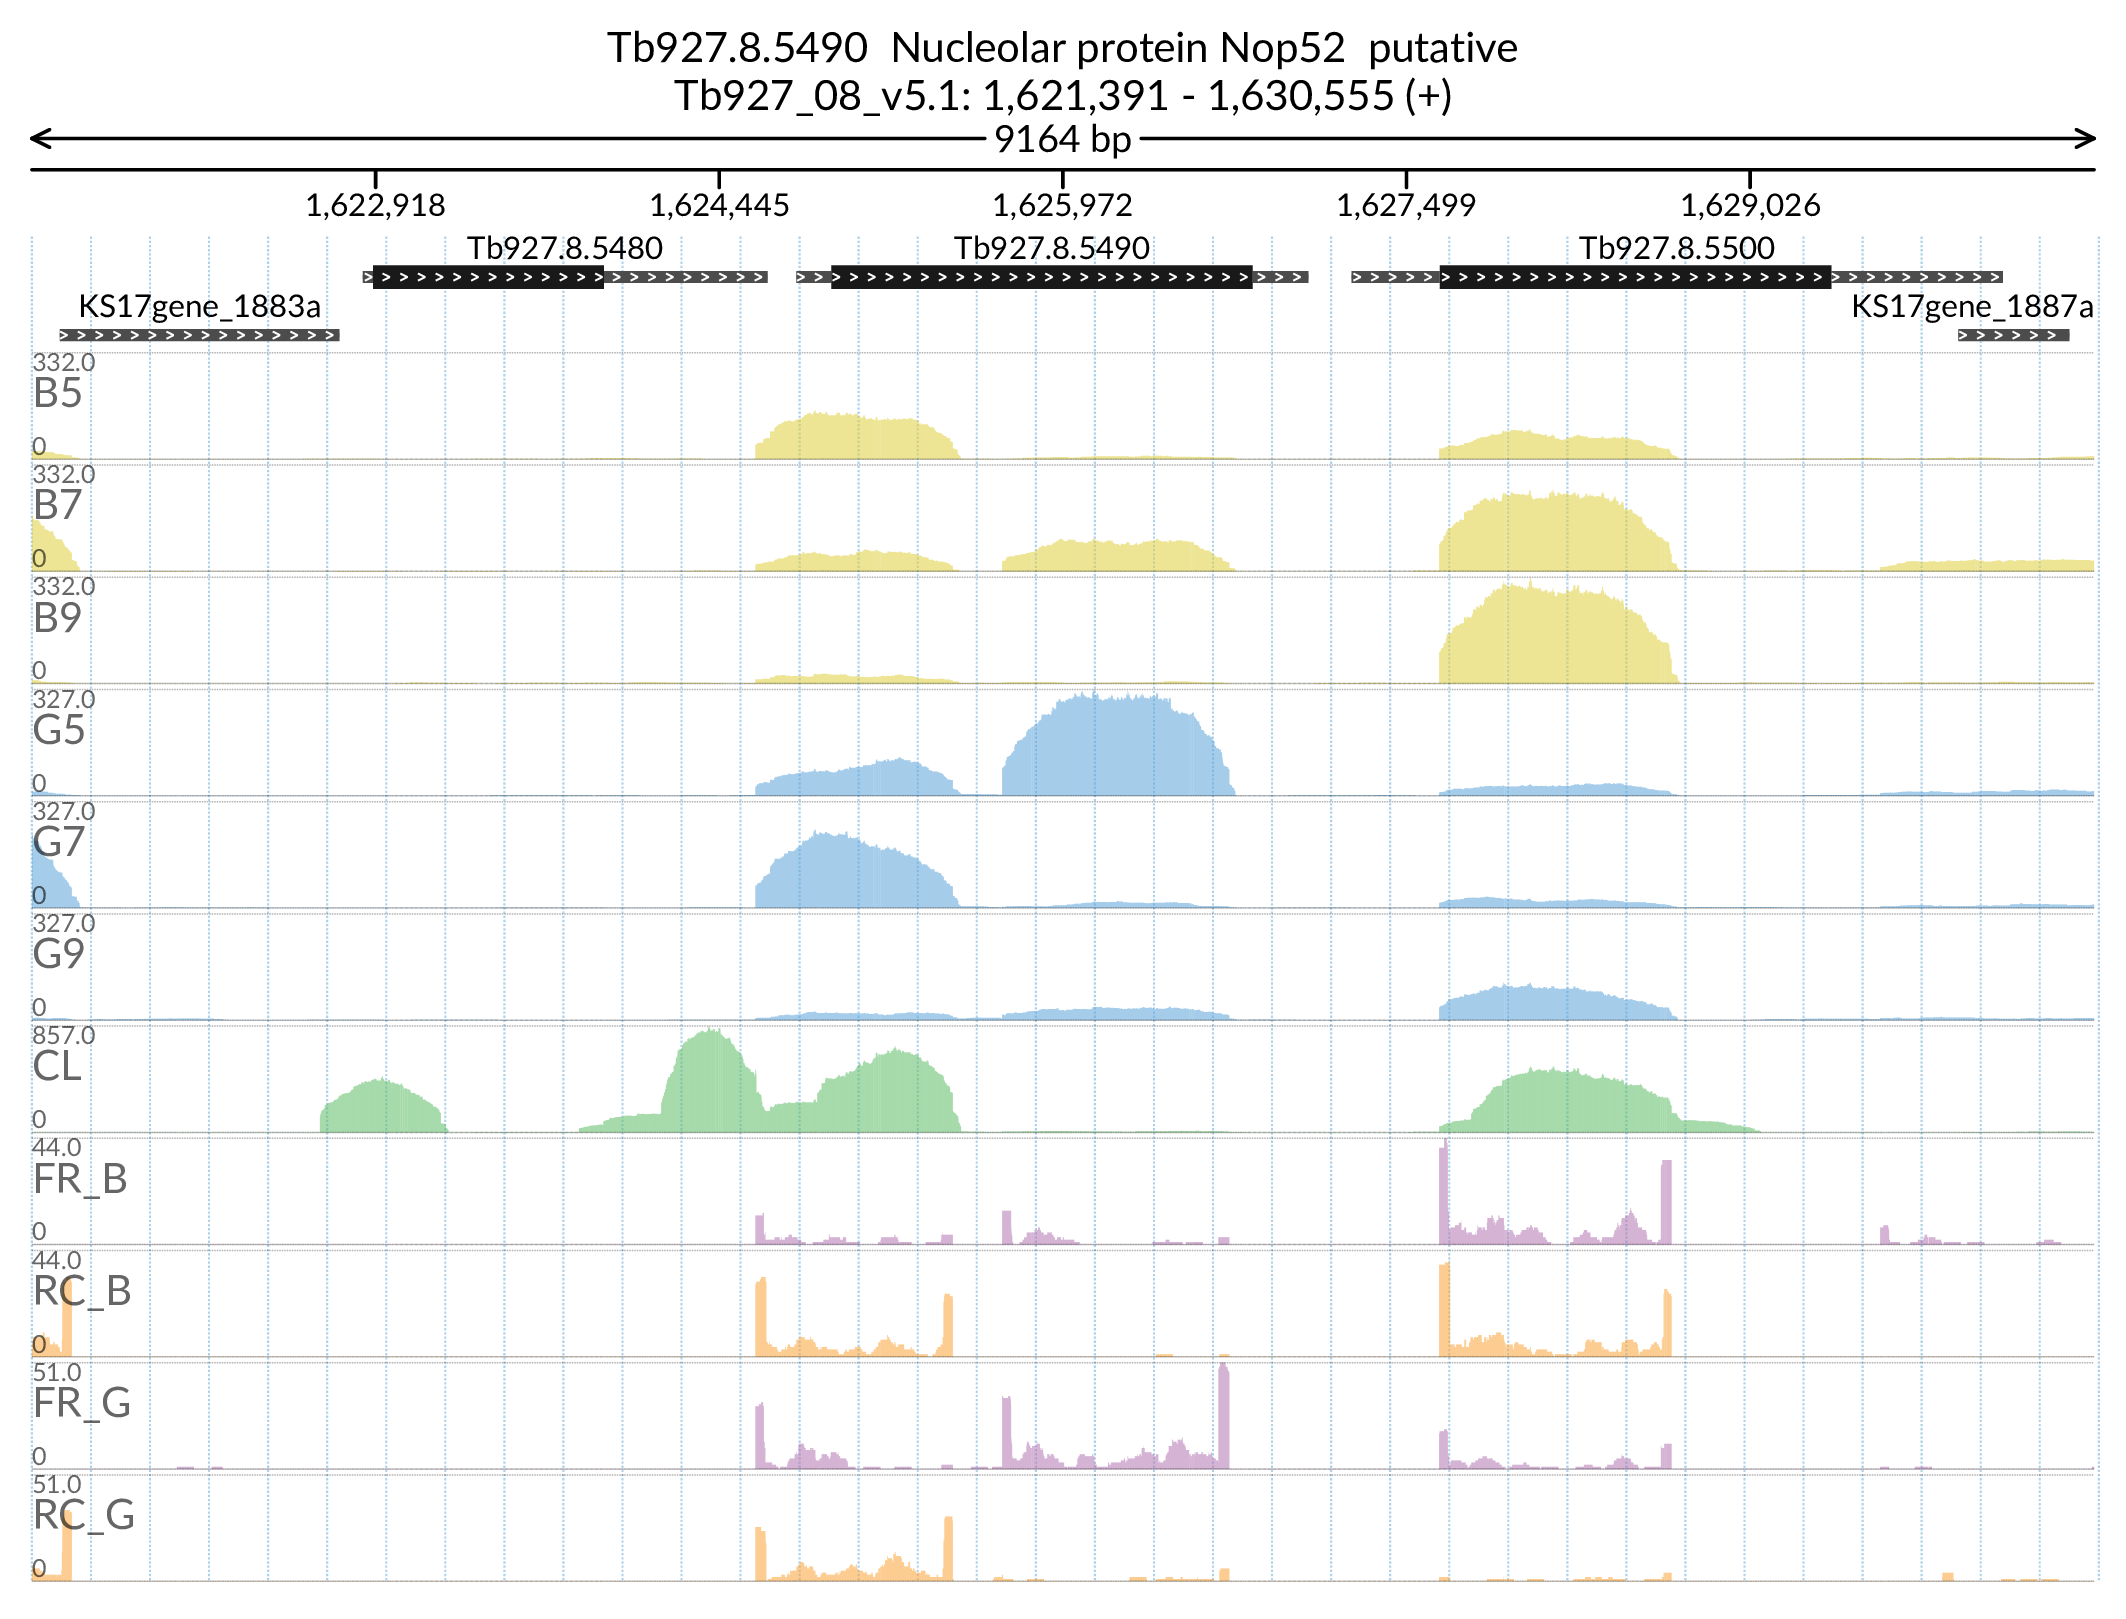 Tb927.8.5490  Nucleolar protein Nop52  putative
Tb927_08_v5.1: 1,621,391 - 1,630,555 (+)
9164 bp
1,622,918 1,624,445 1,625,972 1,627,499 1,629,026
Tb927.8.5480 Tb927.8.5490 Tb927.8.5500
KS17gene_1883a KS17gene_1887a
332.0
B5
0
332.0
B7
0
332.0
B9
0
327.0
G5
0
327.0
G7
0
327.0
G9
0
857.0
CL
0
44.0
FR_B
0
44.0
RC_B
0
51.0
FR_G
0
51.0
RC_G
0